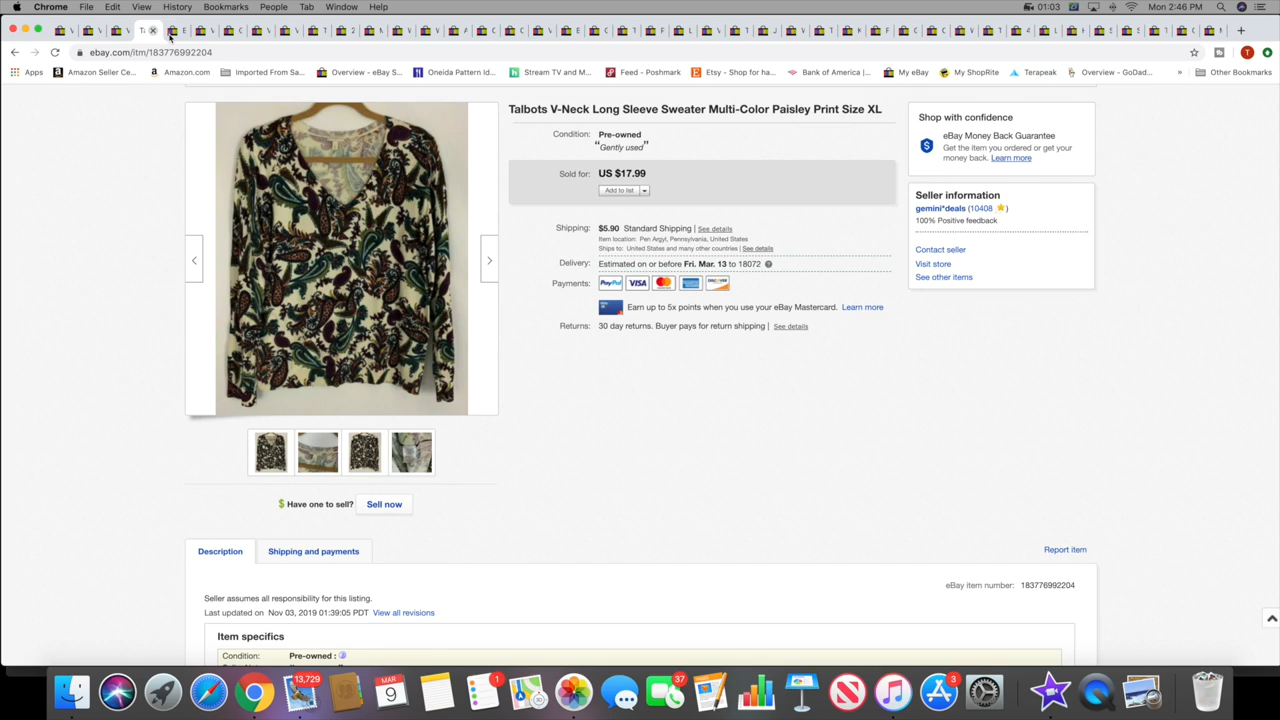 Chrome File Edit View History Bookmarks People Tab Window Help 01:03 Mon 2:46 PM
ebay.com/itm/183776992204
Apps Amazon Seller Ce... Amazon.com Imported From Sa... Overview - eBay S... Oneida Pattern Id... Stream TV and M... Feed - Poshmark Etsy - Shop for ha... Bank of America |... My eBay My ShopRite Terapeak Overview - GoDad... » Other Bookmarks
Talbots V-Neck Long Sleeve Sweater Multi-Color Paisley Print Size XL
Condition: Pre-owned
"Gently used"
Sold for: US $17.99
Add to list
Shipping: $5.90 Standard Shipping | See details
Item location: Pen Argyl, Pennsylvania, United States
Ships to: United States and many other countries | See details
Delivery: Estimated on or before Fri. Mar. 13 to 18072
Payments: PayPal VISA
Earn up to 5x points when you use your eBay Mastercard. Learn more
Returns: 30 day returns. Buyer pays for return shipping | See details
Shop with confidence
eBay Money Back Guarantee
Get the item you ordered or get your
money back. Learn more
Seller information
gemini*deals (10408 )
100% Positive feedback
Contact seller
Visit store
See other items
Have one to sell? Sell now
Description Shipping and payments
Report item
eBay item number: 183776992204
Seller assumes all responsibility for this listing.
Last updated on Nov 03, 2019 01:39:05 PDT View all revisions
Item specifics
Condition: Pre-owned :
13,729
MAR
9
1
37
3